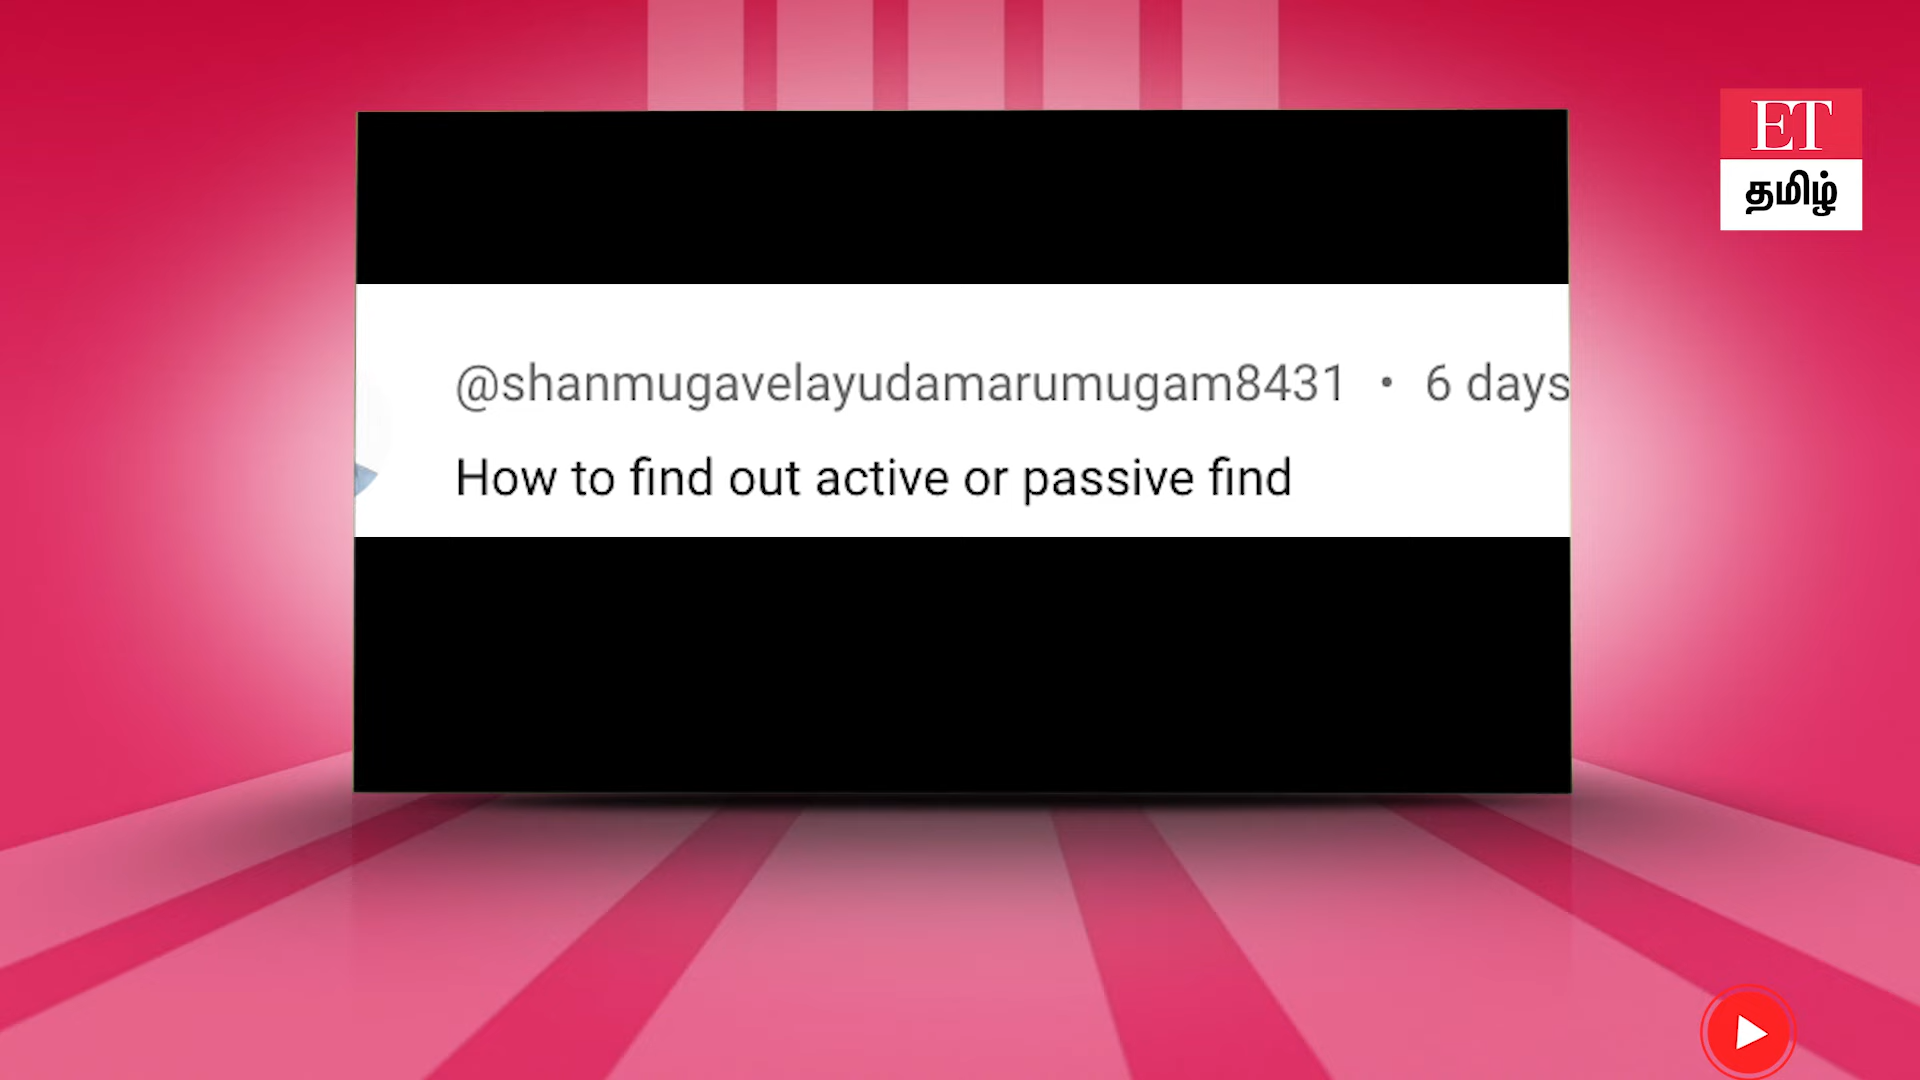 ET
தமிழ்
@shanmugavelayudamarumugam8431 • 6 days
How to find out active or passive find